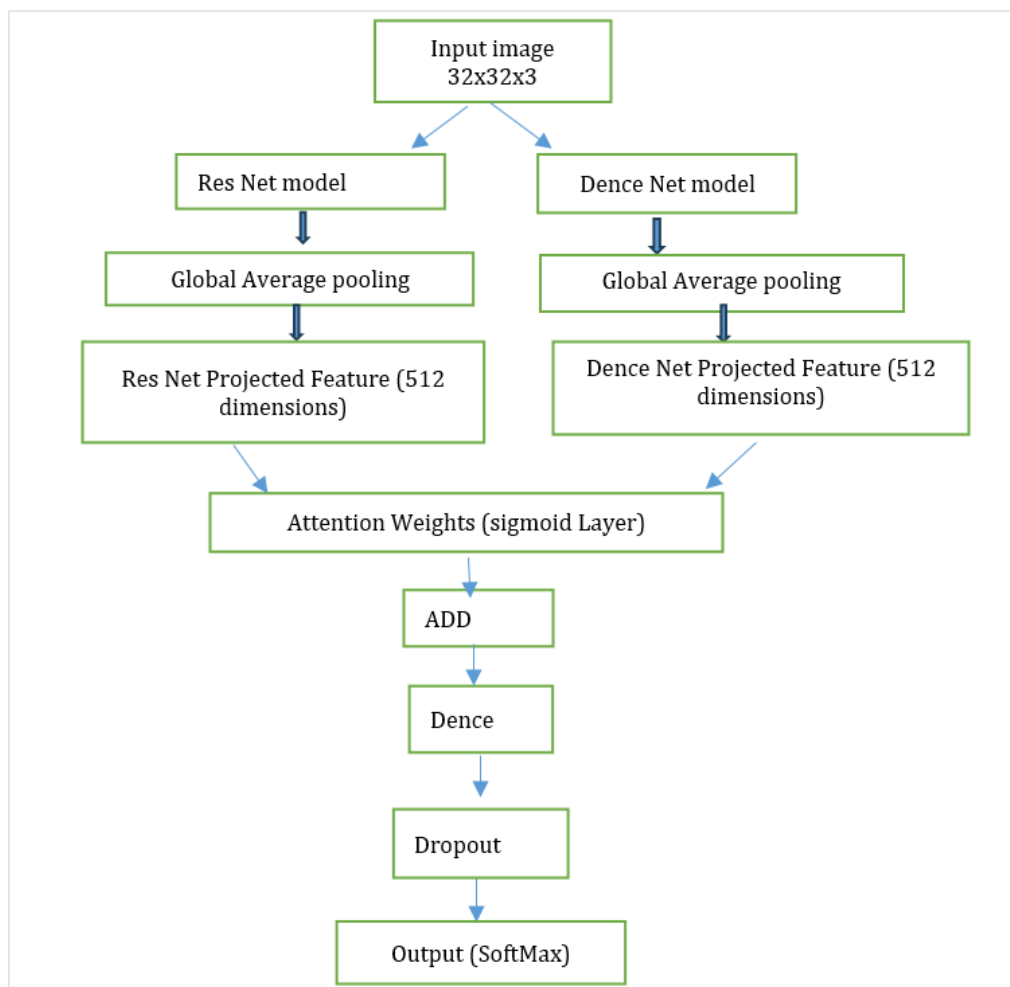 Input image
32x32x3
Res Net model
Dence Net model
Global Average pooling
Global Average pooling
Res Net Projected Feature (512
dimensions)
Dence Net Projected Feature (512
dimensions)
Attention Weights (sigmoid Layer)
ADD
Dence
Dropout
Output (SoftMax)